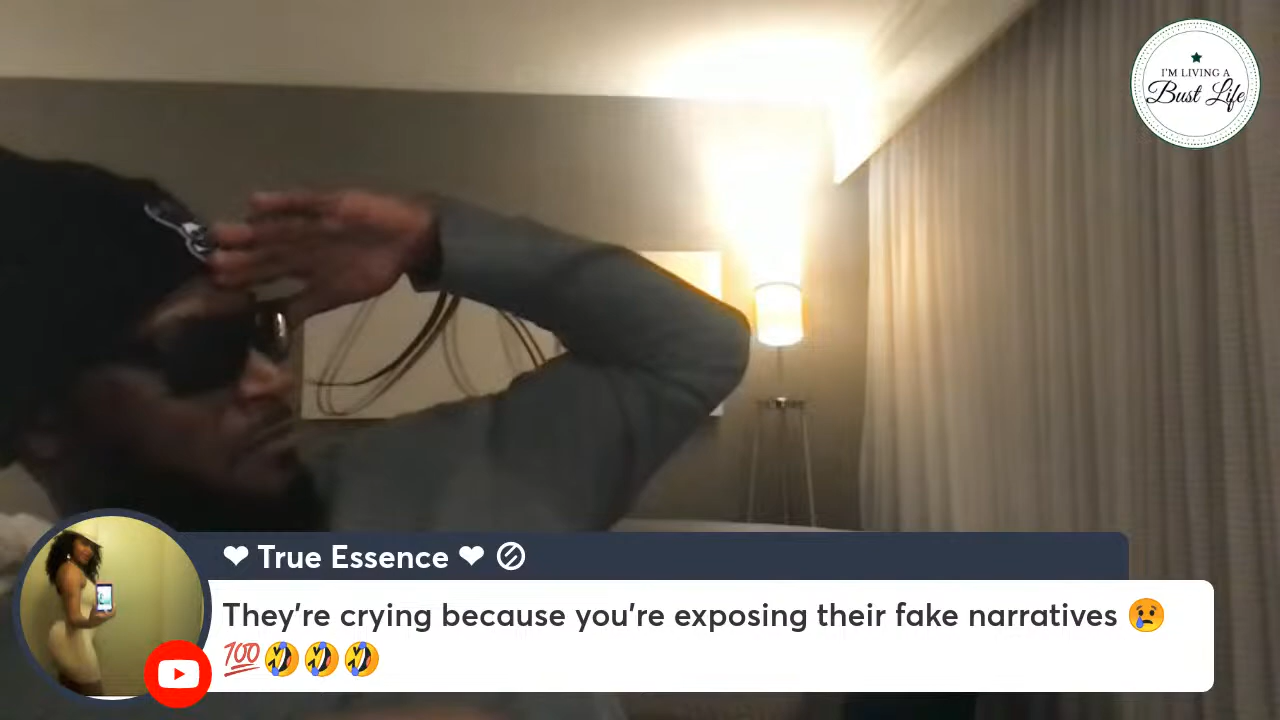 I'M LIVING A
Bust Life
❤ True Essence ❤
They're crying because you're exposing their fake narratives 😢
💯🤣🤣🤣